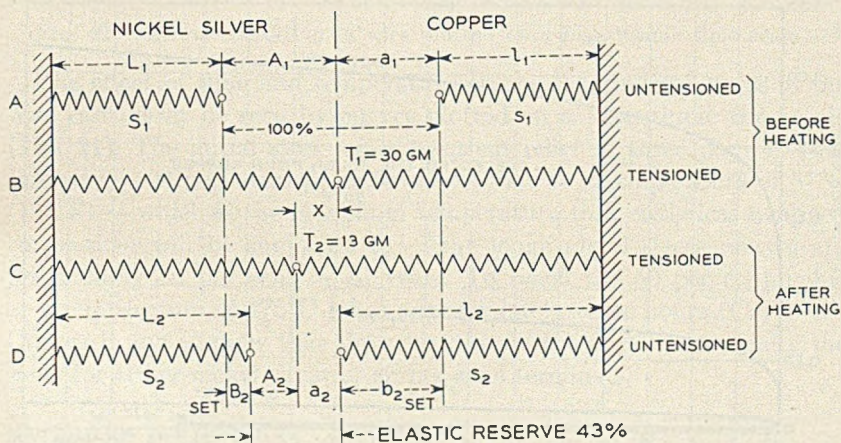 NICKEL SILVER COPPER
L₁ A₁ a₁ l₁
A S₁ s₁ UNTENSIONED
100%
BEFORE HEATING
T₁ = 30 GM
B TENSIONED
X
T₂ = 13 GM
C TENSIONED
AFTER HEATING
L₂ l₂
D UNTENSIONED
S₂ s₂
SET B₂ A₂ a₂ b₂ SET
ELASTIC RESERVE 43%